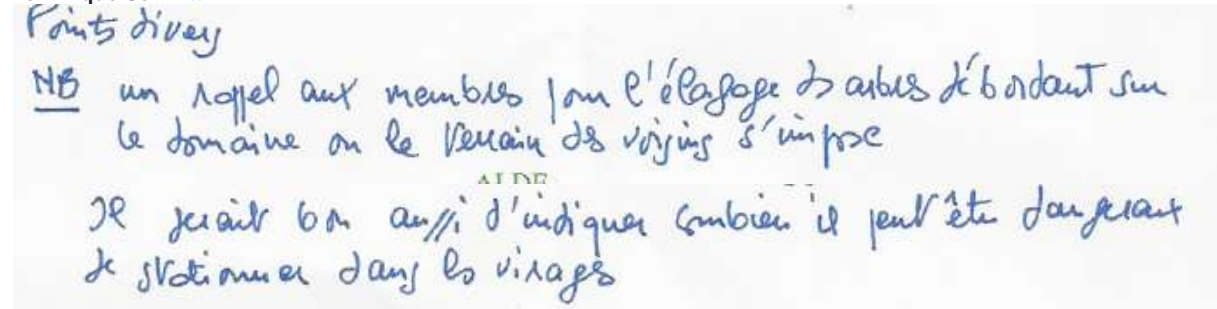 Points divers
NB un rappel aux membres pour l'élagage des arbres débordant sur
le domaine ou le terrain des voisins s'impose
ALDE
Il serait bon aussi d'indiquer combien il peut être dangereux
de stationner dans les virages